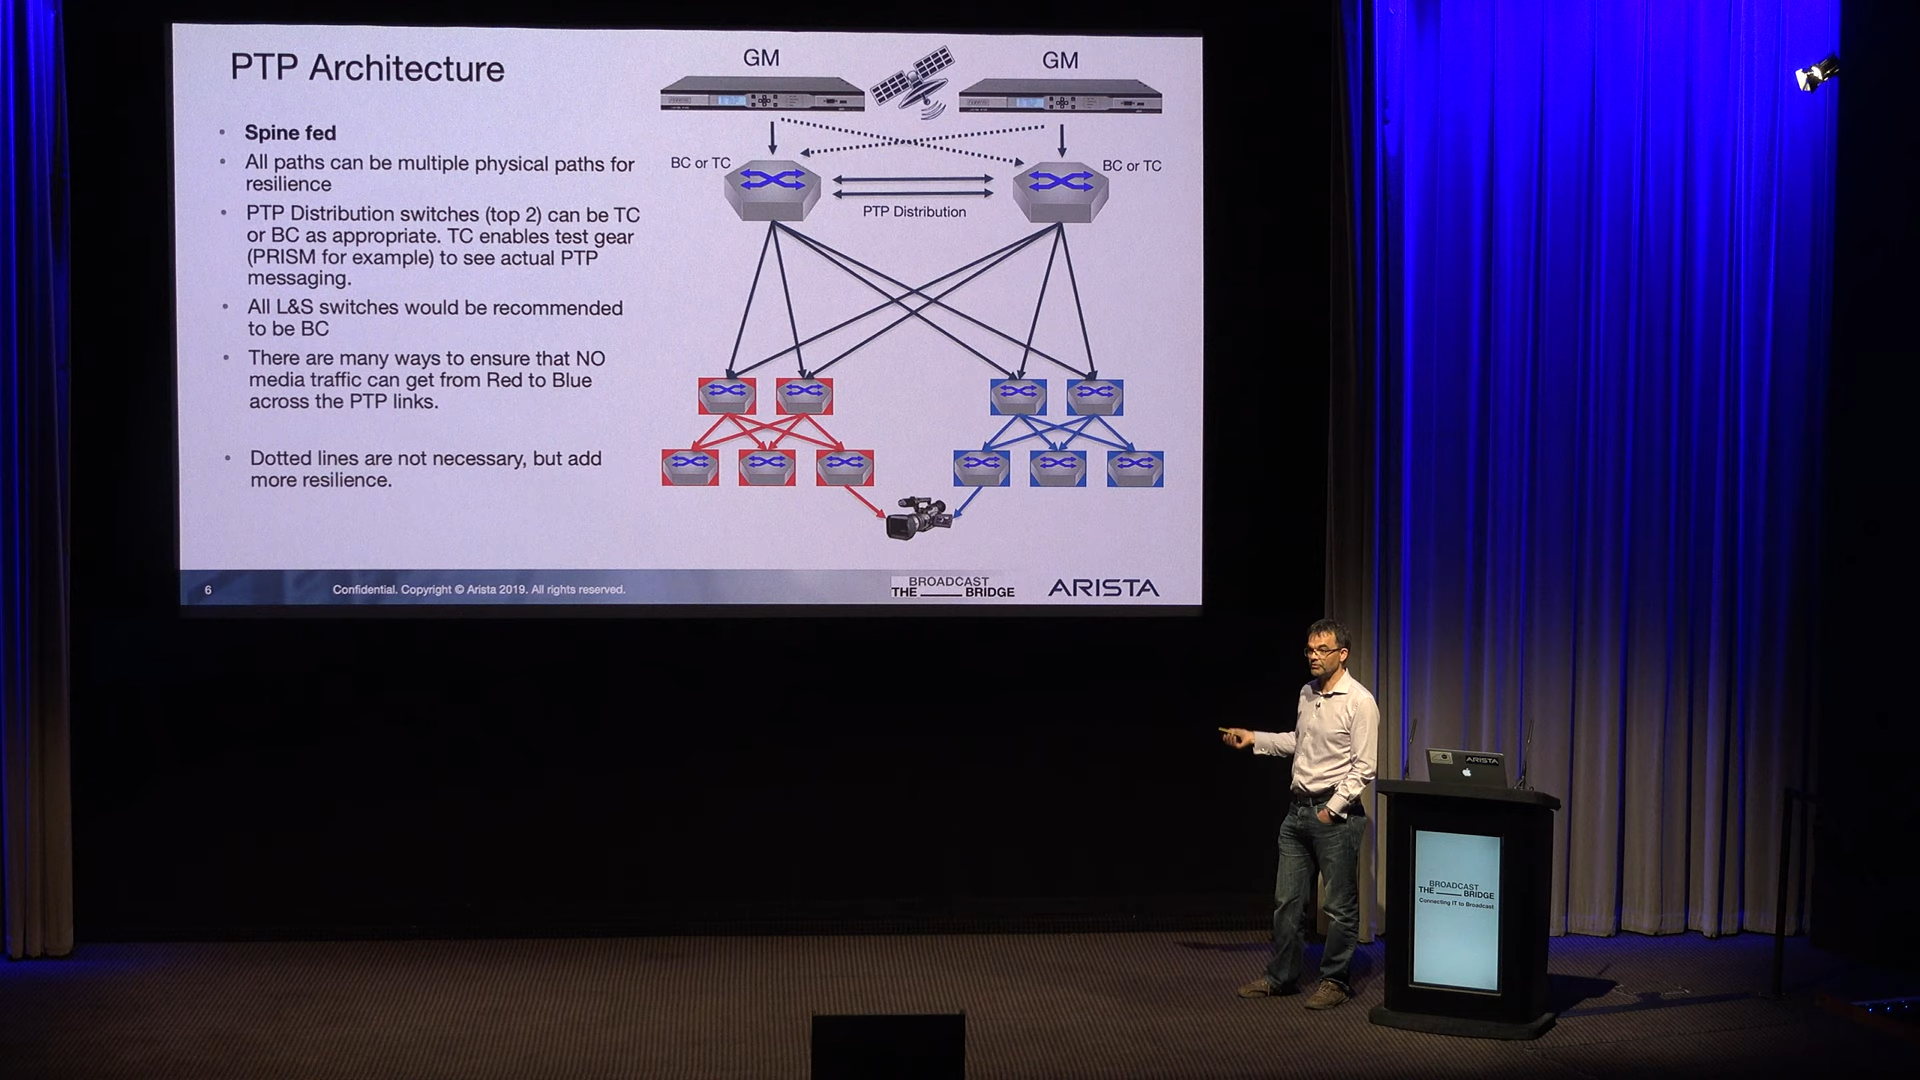 PTP Architecture
• Spine fed
• All paths can be multiple physical paths for
resilience
• PTP Distribution switches (top 2) can be TC
or BC as appropriate. TC enables test gear
(PRISM for example) to see actual PTP
messaging.
• All L&S switches would be recommended
to be BC
• There are many ways to ensure that NO
media traffic can get from Red to Blue
across the PTP links.
• Dotted lines are not necessary, but add
more resilience.
GM
GM
BC or TC
BC or TC
PTP Distribution
6
Confidential. Copyright © Arista 2019. All rights reserved.
BROADCAST
THE BRIDGE
ARISTA
ARISTA
BROADCAST
THE BRIDGE
Connecting IT to Broadcast